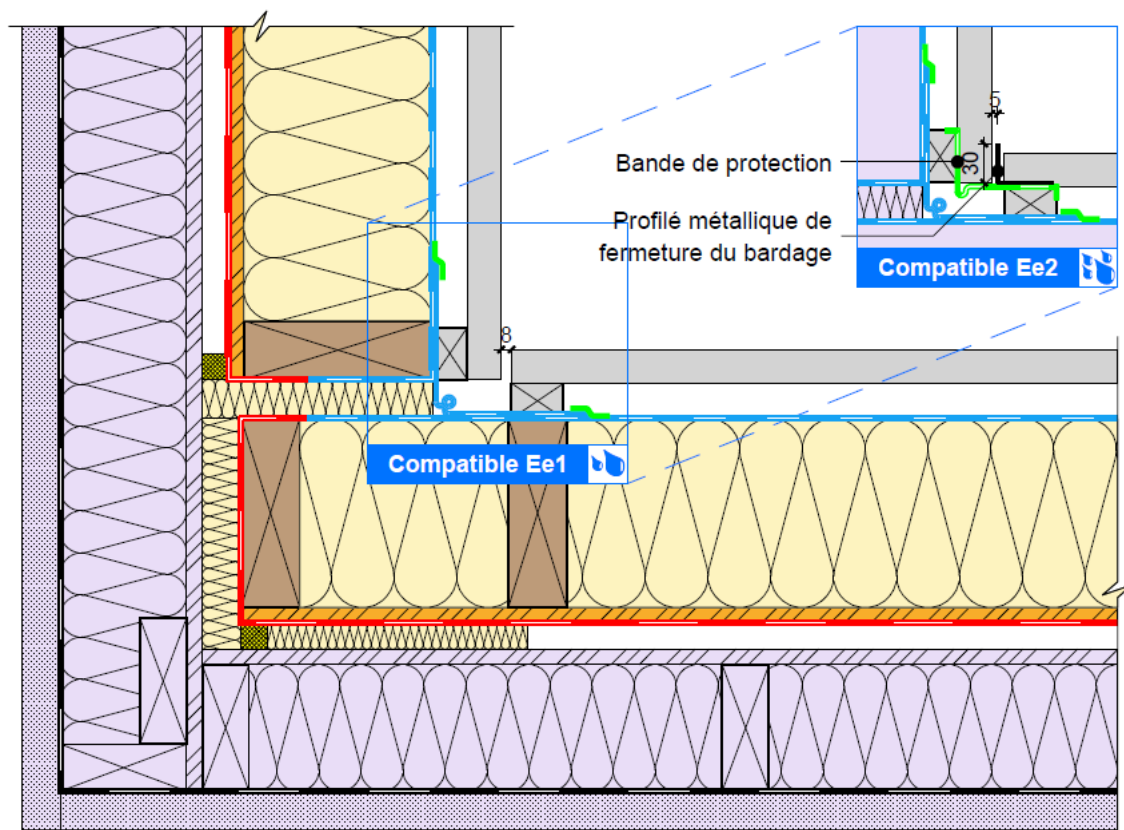 5
Bande de protection
30
Profilé métallique de
fermeture du bardage
Compatible Ee2
8
Compatible Ee1